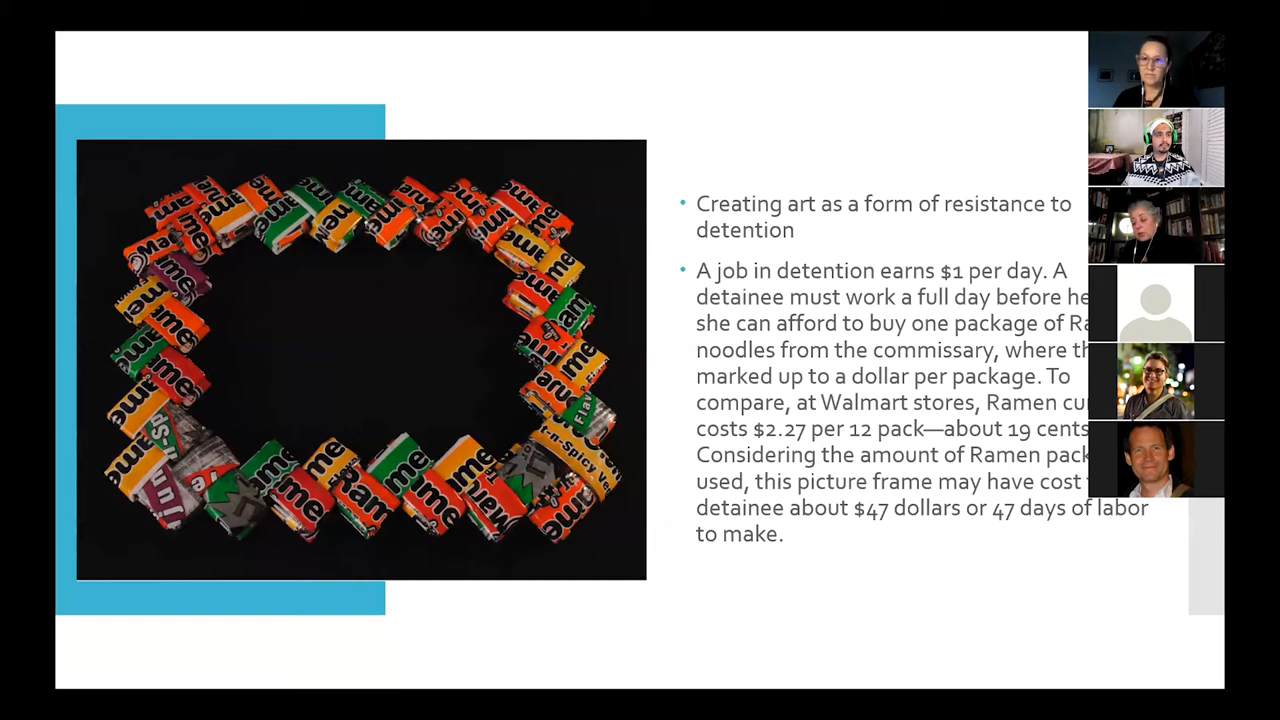 Creating art as a form of resistance to
detention
A job in detention earns $1 per day. A
detainee must work a full day before he
she can afford to buy one package of
noodles from the commissary, where
marked up to a dollar per package. To
compare, at Walmart stores, Ramen
costs $2.27 per 12 pack—about 19 cents
Considering the amount of Ramen
used, this picture frame may have cost
detainee about $47 dollars or 47 days of labor
to make.